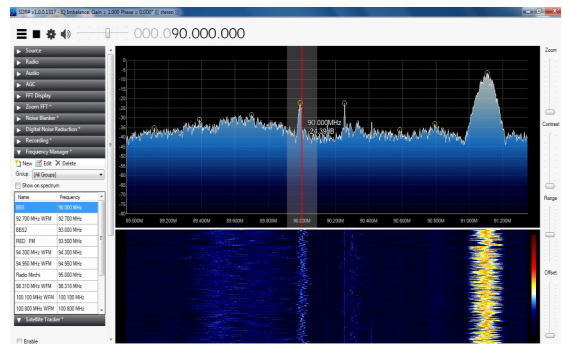 SDR# v1.0.0.1317 - IQ Imbalance: Gain = 1.000 Phase = 0.000° (( stereo ))
000.090.000.000
Source
Radio
Audio
AGC
FFT Display
Zoom FFT *
Noise Blanker *
Digital Noise Reduction *
Recording *
Frequency Manager *
New Edit Delete
Group: [All Groups]
Show on spectrum
Name Frequency
90.000 MHz
92.700 MHz WFM 92.700 MHz
BBS2 93.000 MHz
RED FM 93.500 MHz
94.300 MHz WFM 94.300 MHz
94.950 MHz WFM 94.950 MHz
Radio Mirchi 95.000 MHz
98.310 MHz WFM 98.310 MHz
100.100 MHz WFM 100.100 MHz
100.800 MHz WFM 100.800 MHz
Satellite Tracker *
Enable
0
-5
-10
-15
-20
-25
-30
-35
-40
-45
-50
-55
-60
-65
-70
-75
-80
90.000MHz
-24.39dB
89.000M 89.200M 89.400M 89.600M 89.800M 90.000M 90.200M 90.400M 90.600M 90.800M 91.000M 91.200M
Zoom
Contrast
Range
Offset